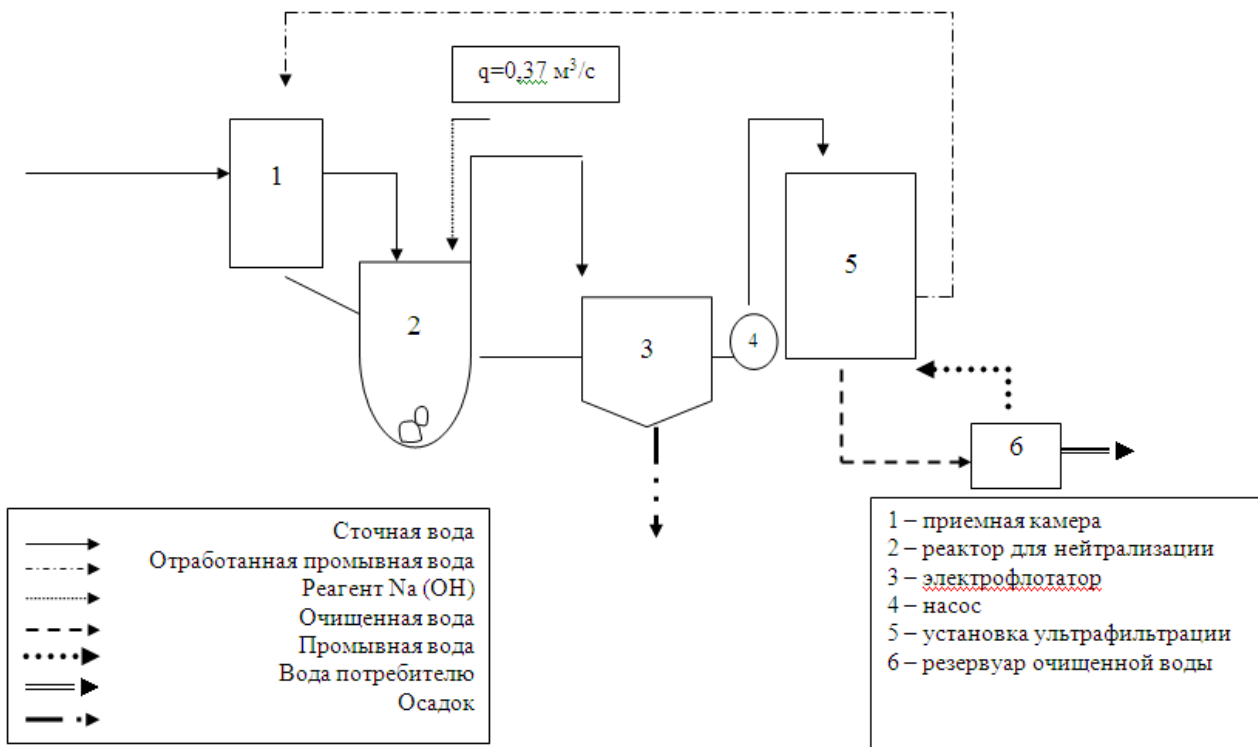 q=0,37 м³/с
1
2
3
4
5
6
Сточная вода
Отработанная промывная вода
Реагент Na (OH)
Очищенная вода
Промывная вода
Вода потребителю
Осадок
1 – приемная камера
2 – реактор для нейтрализации
3 – электрофлотатор
4 – насос
5 – установка ультрафильтрации
6 – резервуар очищенной воды